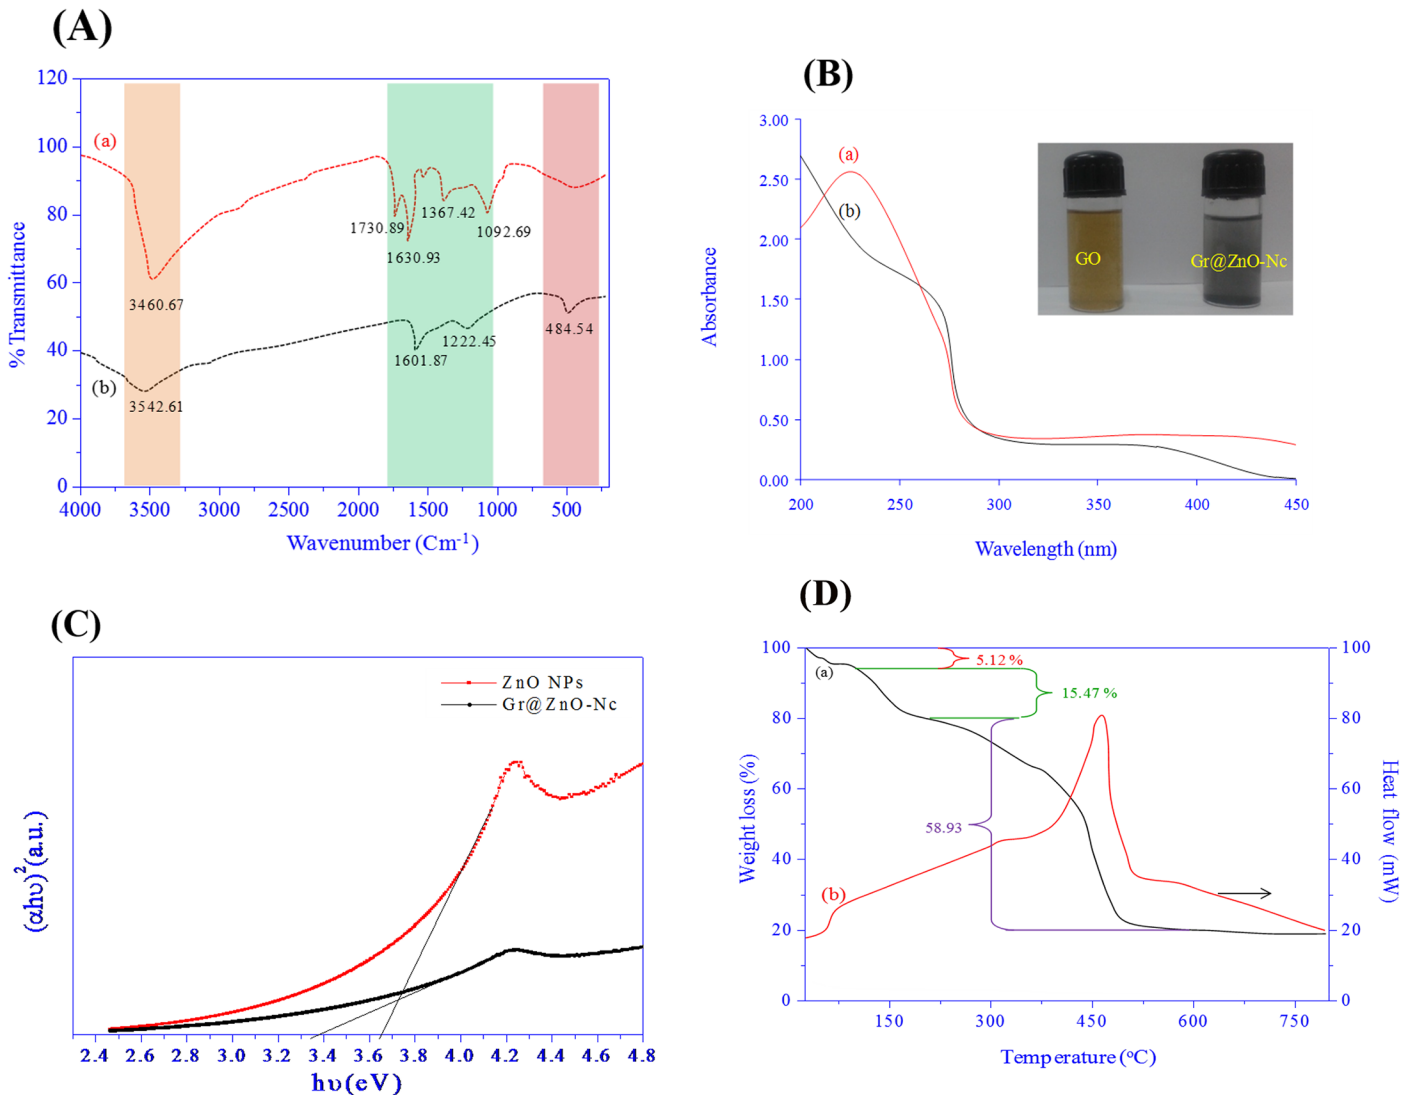 (A)
120
100
80
60
40
20
0
% Transmittance
(a)
(b)
3460.67
1730.89
1630.93
1367.42
1092.69
3542.61
1601.87
1222.45
484.54
4000 3500 3000 2500 2000 1500 1000 500
Wavenumber (Cm-1)
(B)
3.00
2.50
2.00
1.50
1.00
0.50
0.00
Absorbance
(a)
(b)
GO
Gr@ZnO-Nc
200 250 300 350 400 450
Wavelength (nm)
(C)
ZnO NPs
Gr@ZnO-Nc
(αhυ)2(a.u.)
2.4 2.6 2.8 3.0 3.2 3.4 3.6 3.8 4.0 4.2 4.4 4.6 4.8
hυ(eV)
(D)
100
80
60
40
20
0
Weight loss (%)
(a)
5.12 %
15.47 %
58.93
(b)
100
80
60
40
20
0
Heat flow (mW)
150 300 450 600 750
Temperature (oC)